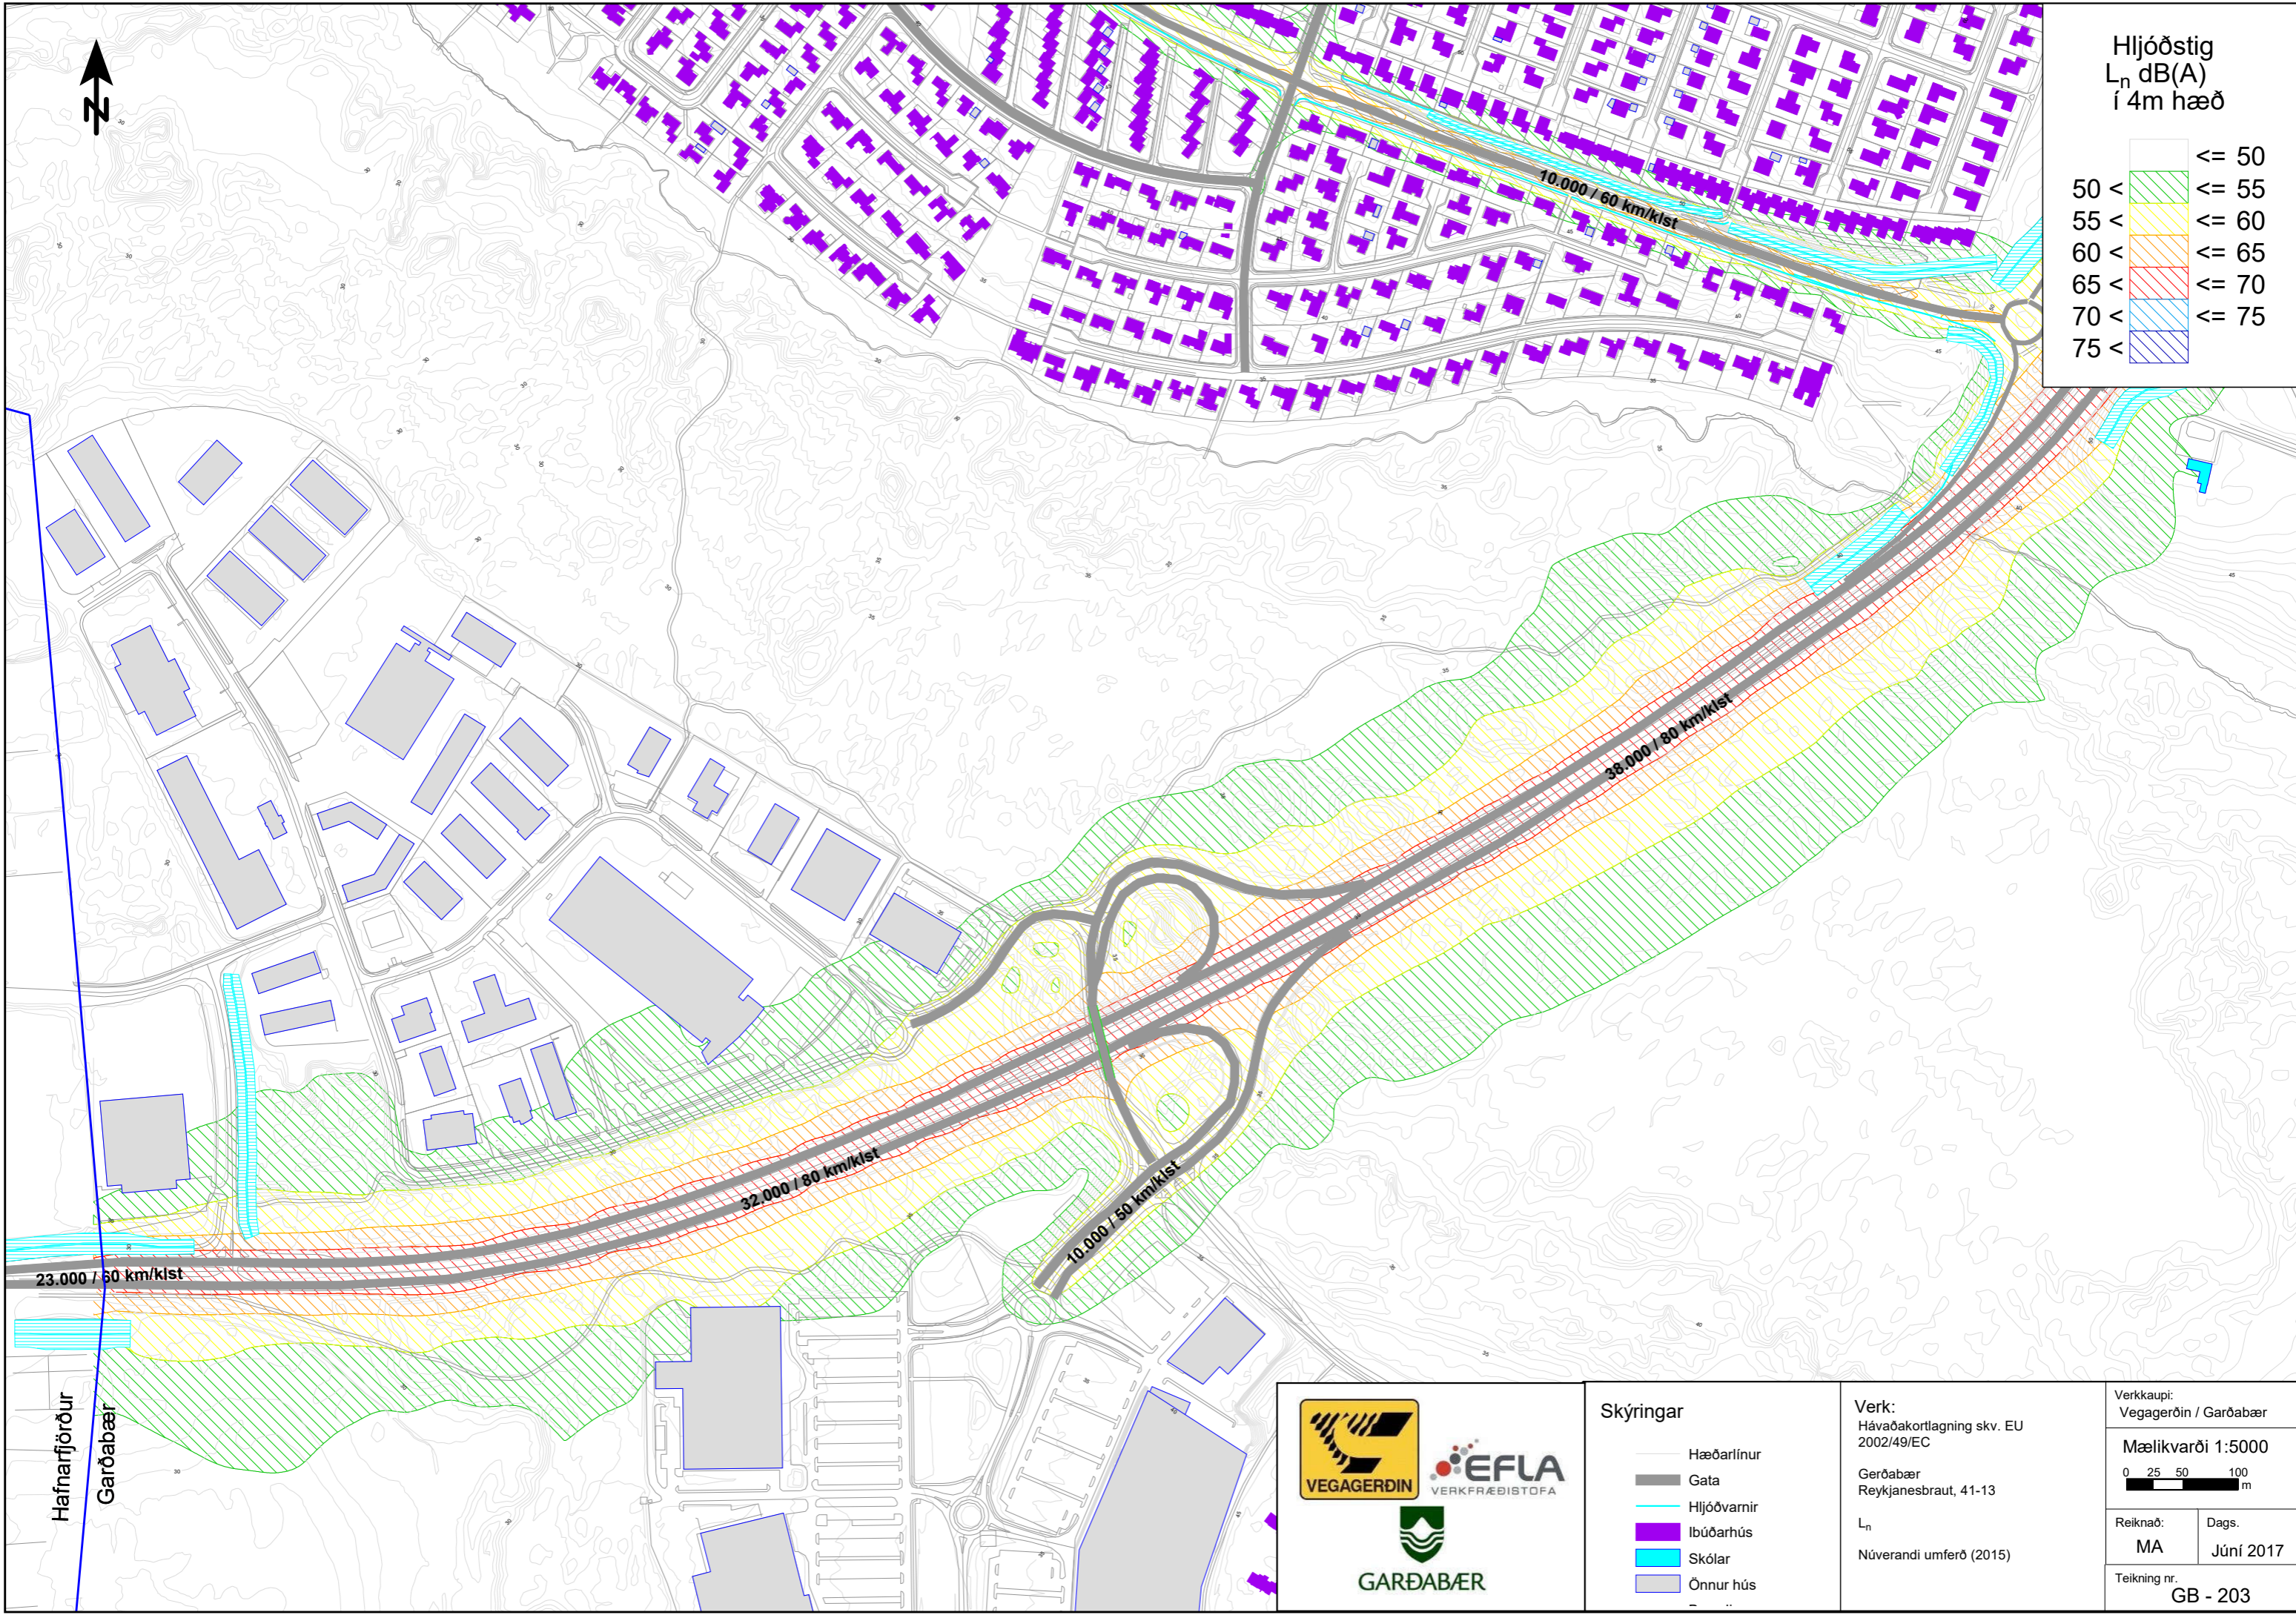 Hljóðstig
Ln dB(A)
í 4m hæð
<= 50
50 < <= 55
55 < <= 60
60 < <= 65
65 < <= 70
70 < <= 75
75 <
N
10.000 / 60 km/klst
38.000 / 80 km/klst
32.000 / 80 km/klst
10.000 / 50 km/klst
23.000 / 60 km/klst
Hafnarfjörður
Garðabær
VEGAGERÐIN
EFLA
VERKFRÆÐISTOFA
GARÐABÆR
Skýringar
Hæðarlínur
Gata
Hljóðvarnir
Íbúðarhús
Skólar
Önnur hús
Verk:
Hávaðakortlagning skv. EU
2002/49/EC
Gerðabær
Reykjanesbraut, 41-13
Ln
Núverandi umferð (2015)
Verkkaupi:
Vegagerðin / Garðabær
Mælikvarði 1:5000
0 25 50 100
m
Reiknað:
MA
Dags.
Júní 2017
Teikning nr.
GB - 203